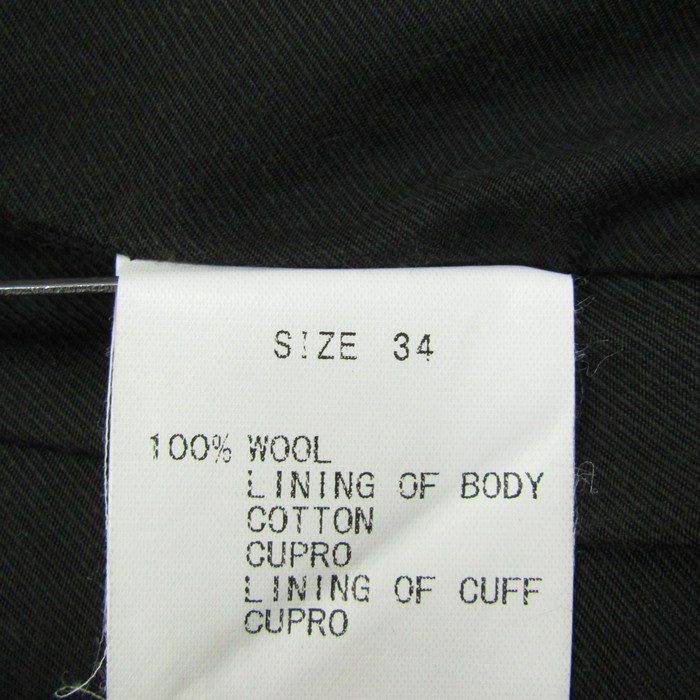 SIZE 34
100% WOOL
LINING OF BODY
COTTON
CUPRO
LINING OF CUFF
CUPRO